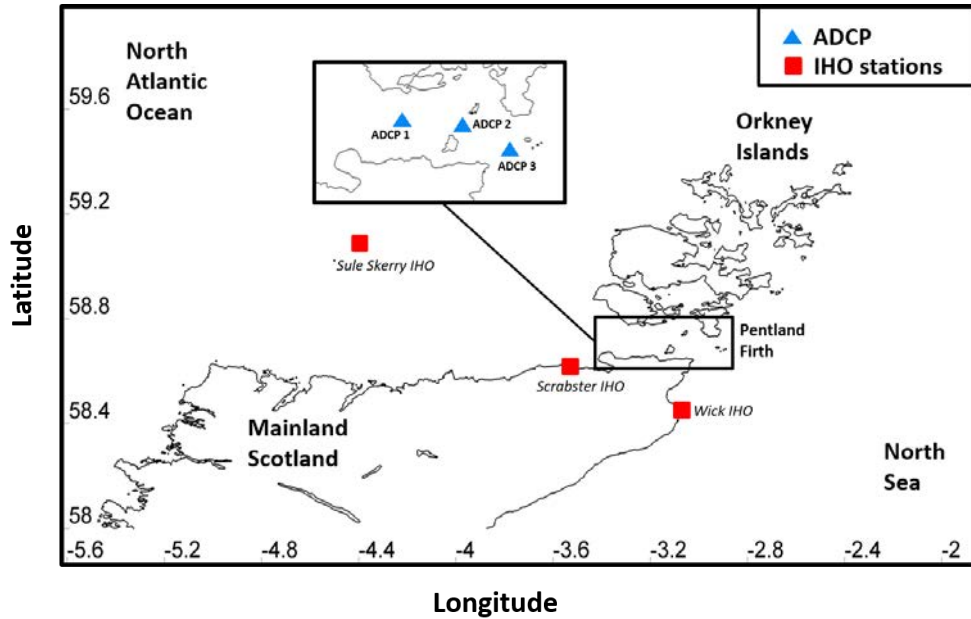 North
Atlantic
Ocean
ADCP
IHO stations
ADCP 1
ADCP 2
ADCP 3
Orkney
Islands
Sule Skerry IHO
Pentland
Firth
Scrabster IHO
Wick IHO
Mainland
Scotland
North
Sea
Latitude
59.6
59.2
58.8
58.4
58
-5.6 -5.2 -4.8 -4.4 -4 -3.6 -3.2 -2.8 -2.4 -2
Longitude